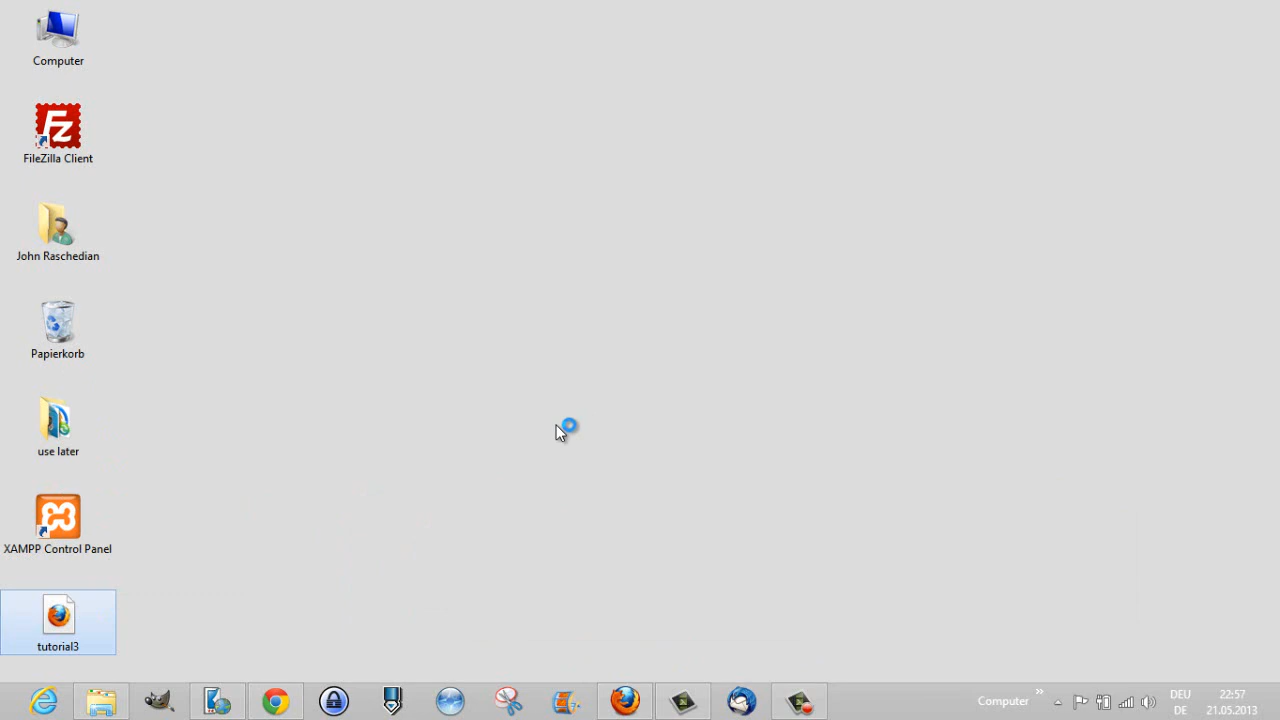 Computer
FZ
FileZilla Client
John Raschedian
Papierkorb
use later
XAMPP Control Panel
tutorial3
Computer
»
DEU
DE
22:57
21.05.2013